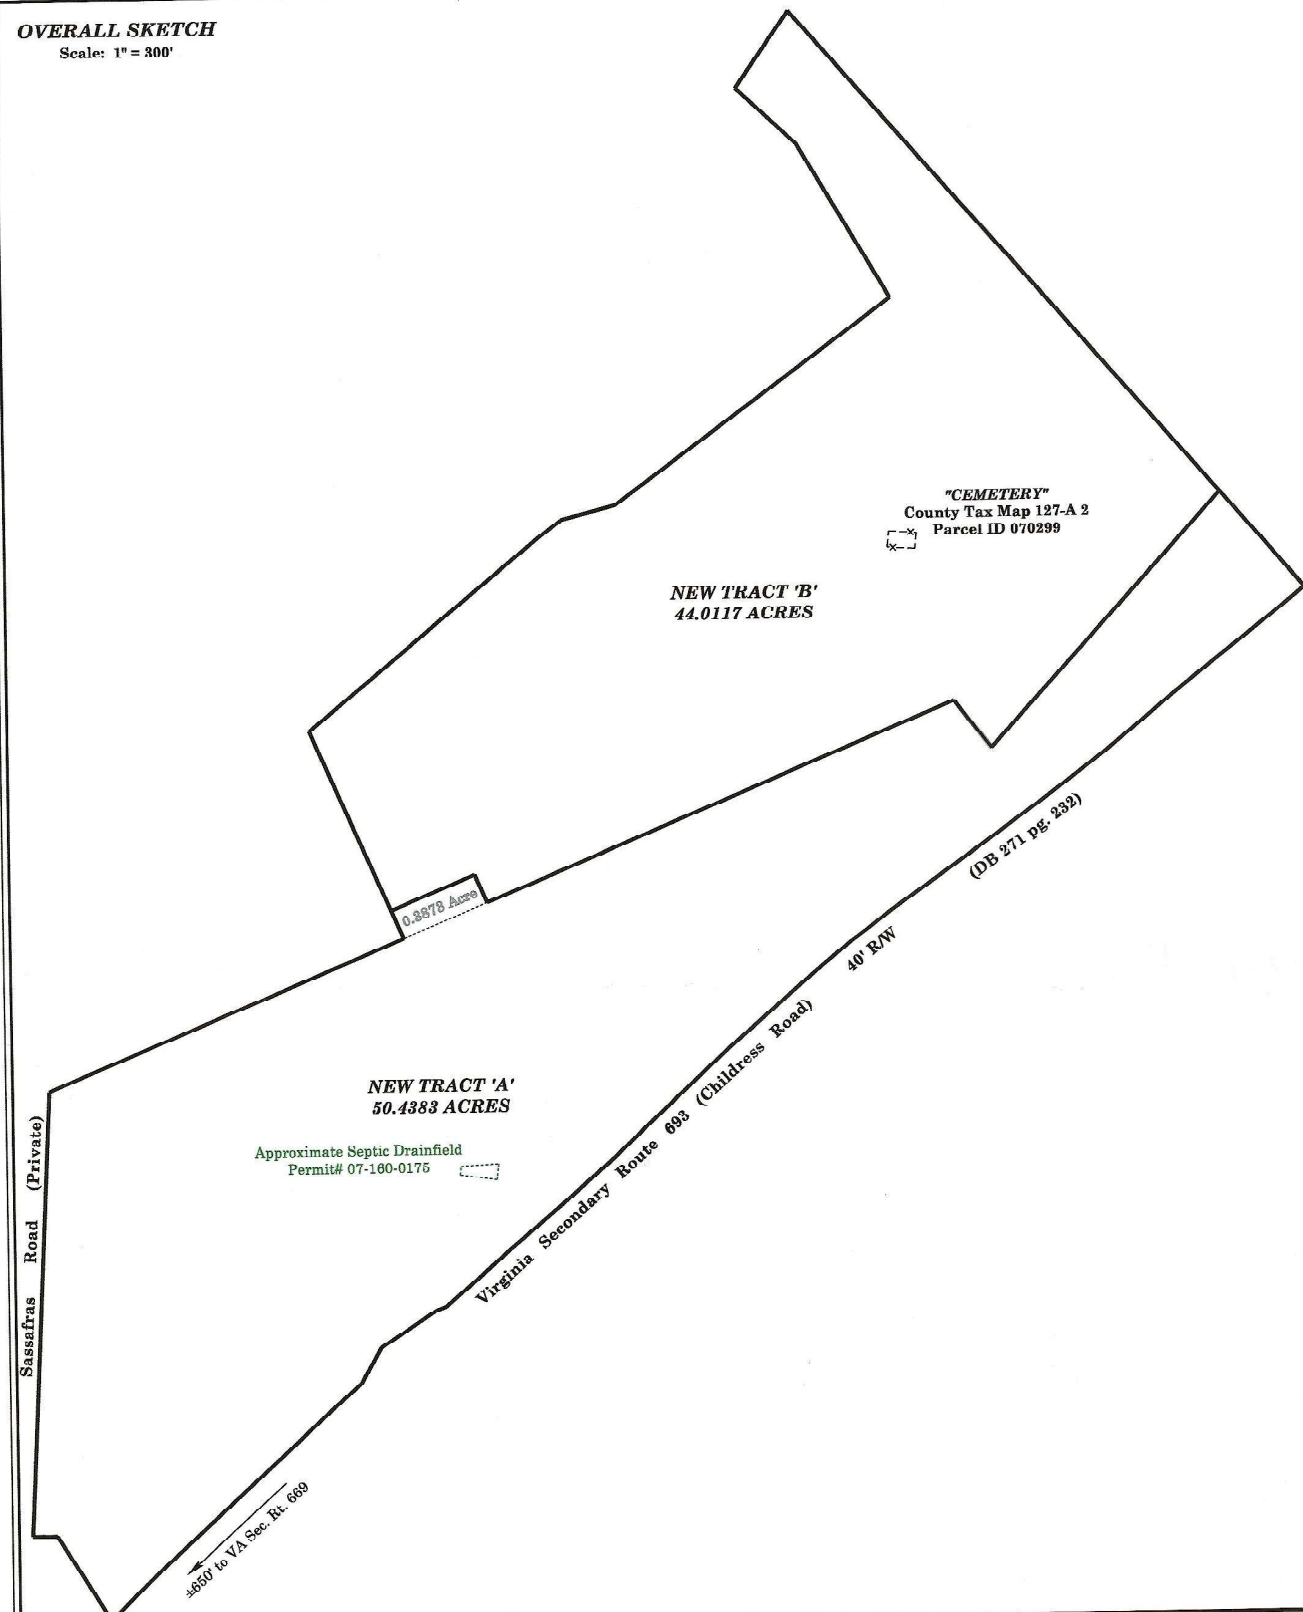 OVERALL SKETCH
Scale: 1" = 300'
"CEMETERY"
County Tax Map 127-A 2
Parcel ID 070299
NEW TRACT 'B'
44.0117 ACRES
0.3873 Acre
(DB 271 pg. 232)
40' R/W
Virginia Secondary Route 693 (Childress Road)
NEW TRACT 'A'
50.4383 ACRES
Approximate Septic Drainfield
Permit# 07-160-0175
Sassafras Road (Private)
±650' to VA Sec. Rt. 669